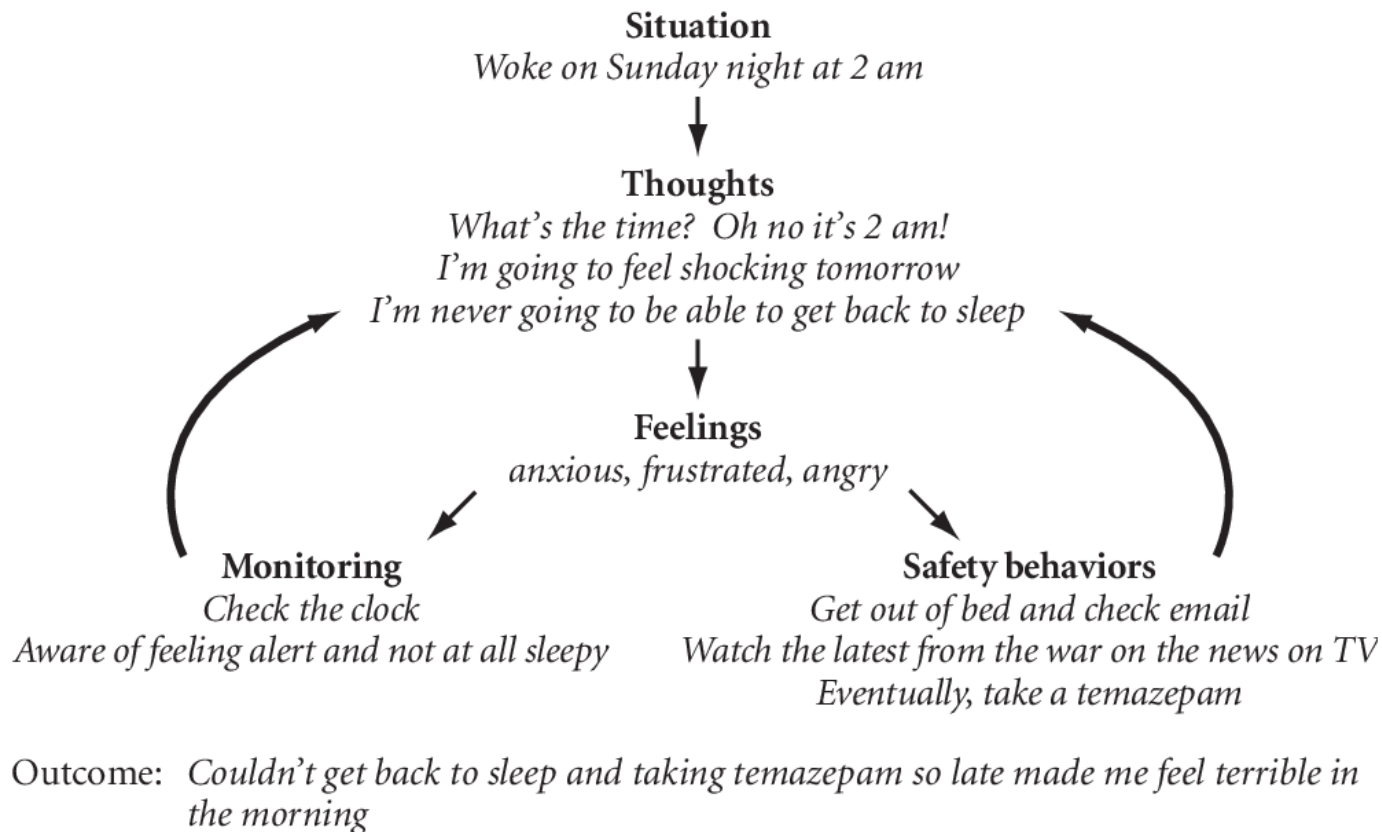 Situation
Woke on Sunday night at 2 am
Thoughts
What's the time?  Oh no it's 2 am!
I'm going to feel shocking tomorrow
I'm never going to be able to get back to sleep
Feelings
anxious, frustrated, angry
Monitoring
Check the clock
Aware of feeling alert and not at all sleepy
Safety behaviors
Get out of bed and check email
Watch the latest from the war on the news on TV
Eventually, take a temazepam
Outcome: Couldn't get back to sleep and taking temazepam so late made me feel terrible in
the morning